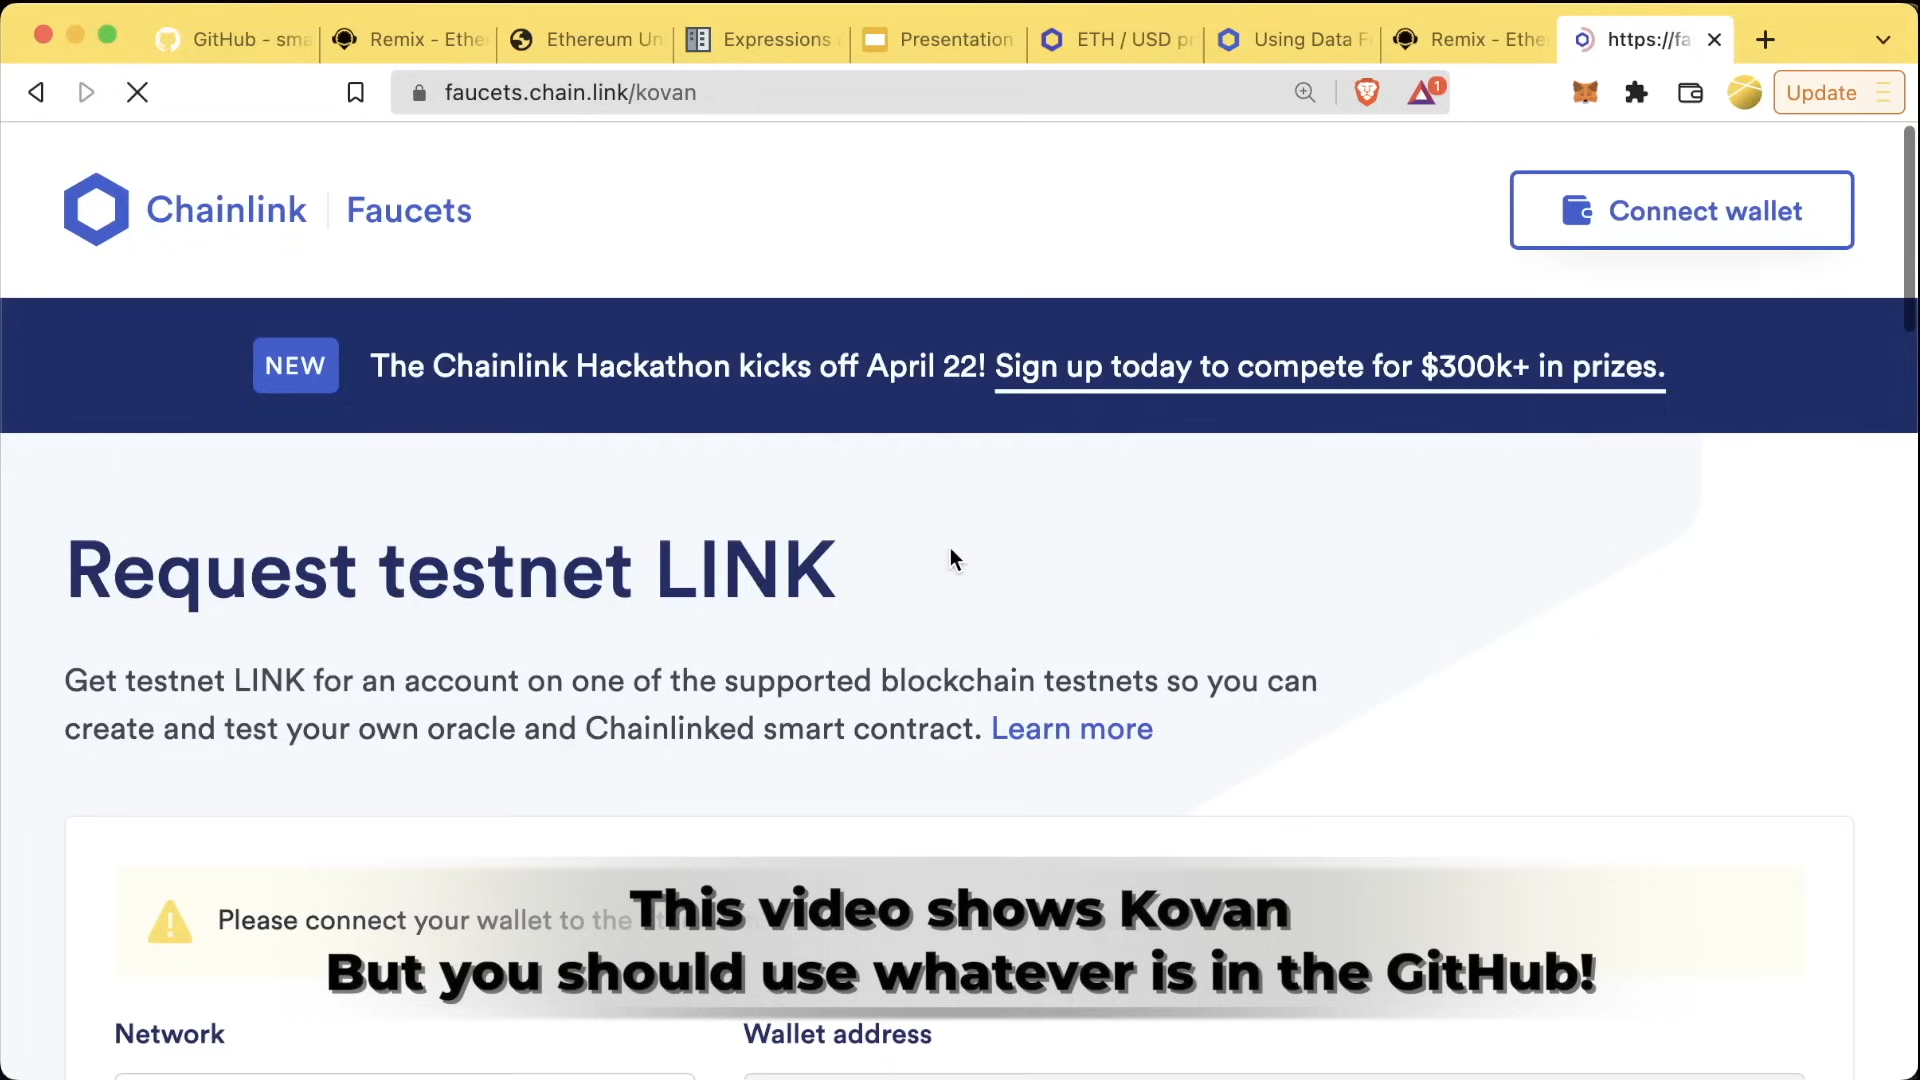 GitHub - sma
Remix - Ethe
Ethereum Un
Expressions
Presentation
ETH / USD pr
Using Data F
Remix - Ethe
https://fa
faucets.chain.link/kovan
1
Update
Chainlink
Faucets
Connect wallet
NEW
The Chainlink Hackathon kicks off April 22! Sign up today to compete for $300k+ in prizes.
Request testnet LINK
Get testnet LINK for an account on one of the supported blockchain testnets so you can
create and test your own oracle and Chainlinked smart contract. Learn more
Please connect your wallet to the
This video shows Kovan
But you should use whatever is in the GitHub!
Network
Wallet address